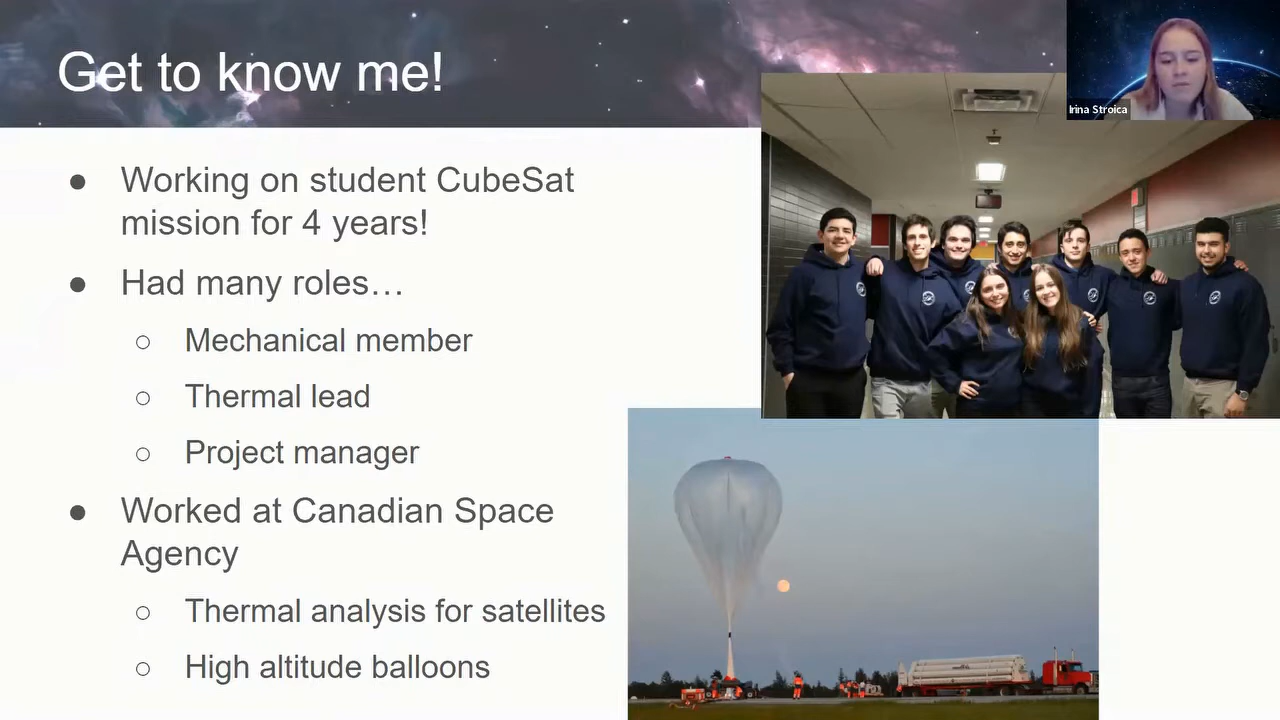 Get to know me!
Irina Stroica
● Working on student CubeSat
mission for 4 years!
● Had many roles…
○ Mechanical member
○ Thermal lead
○ Project manager
● Worked at Canadian Space
Agency
○ Thermal analysis for satellites
○ High altitude balloons